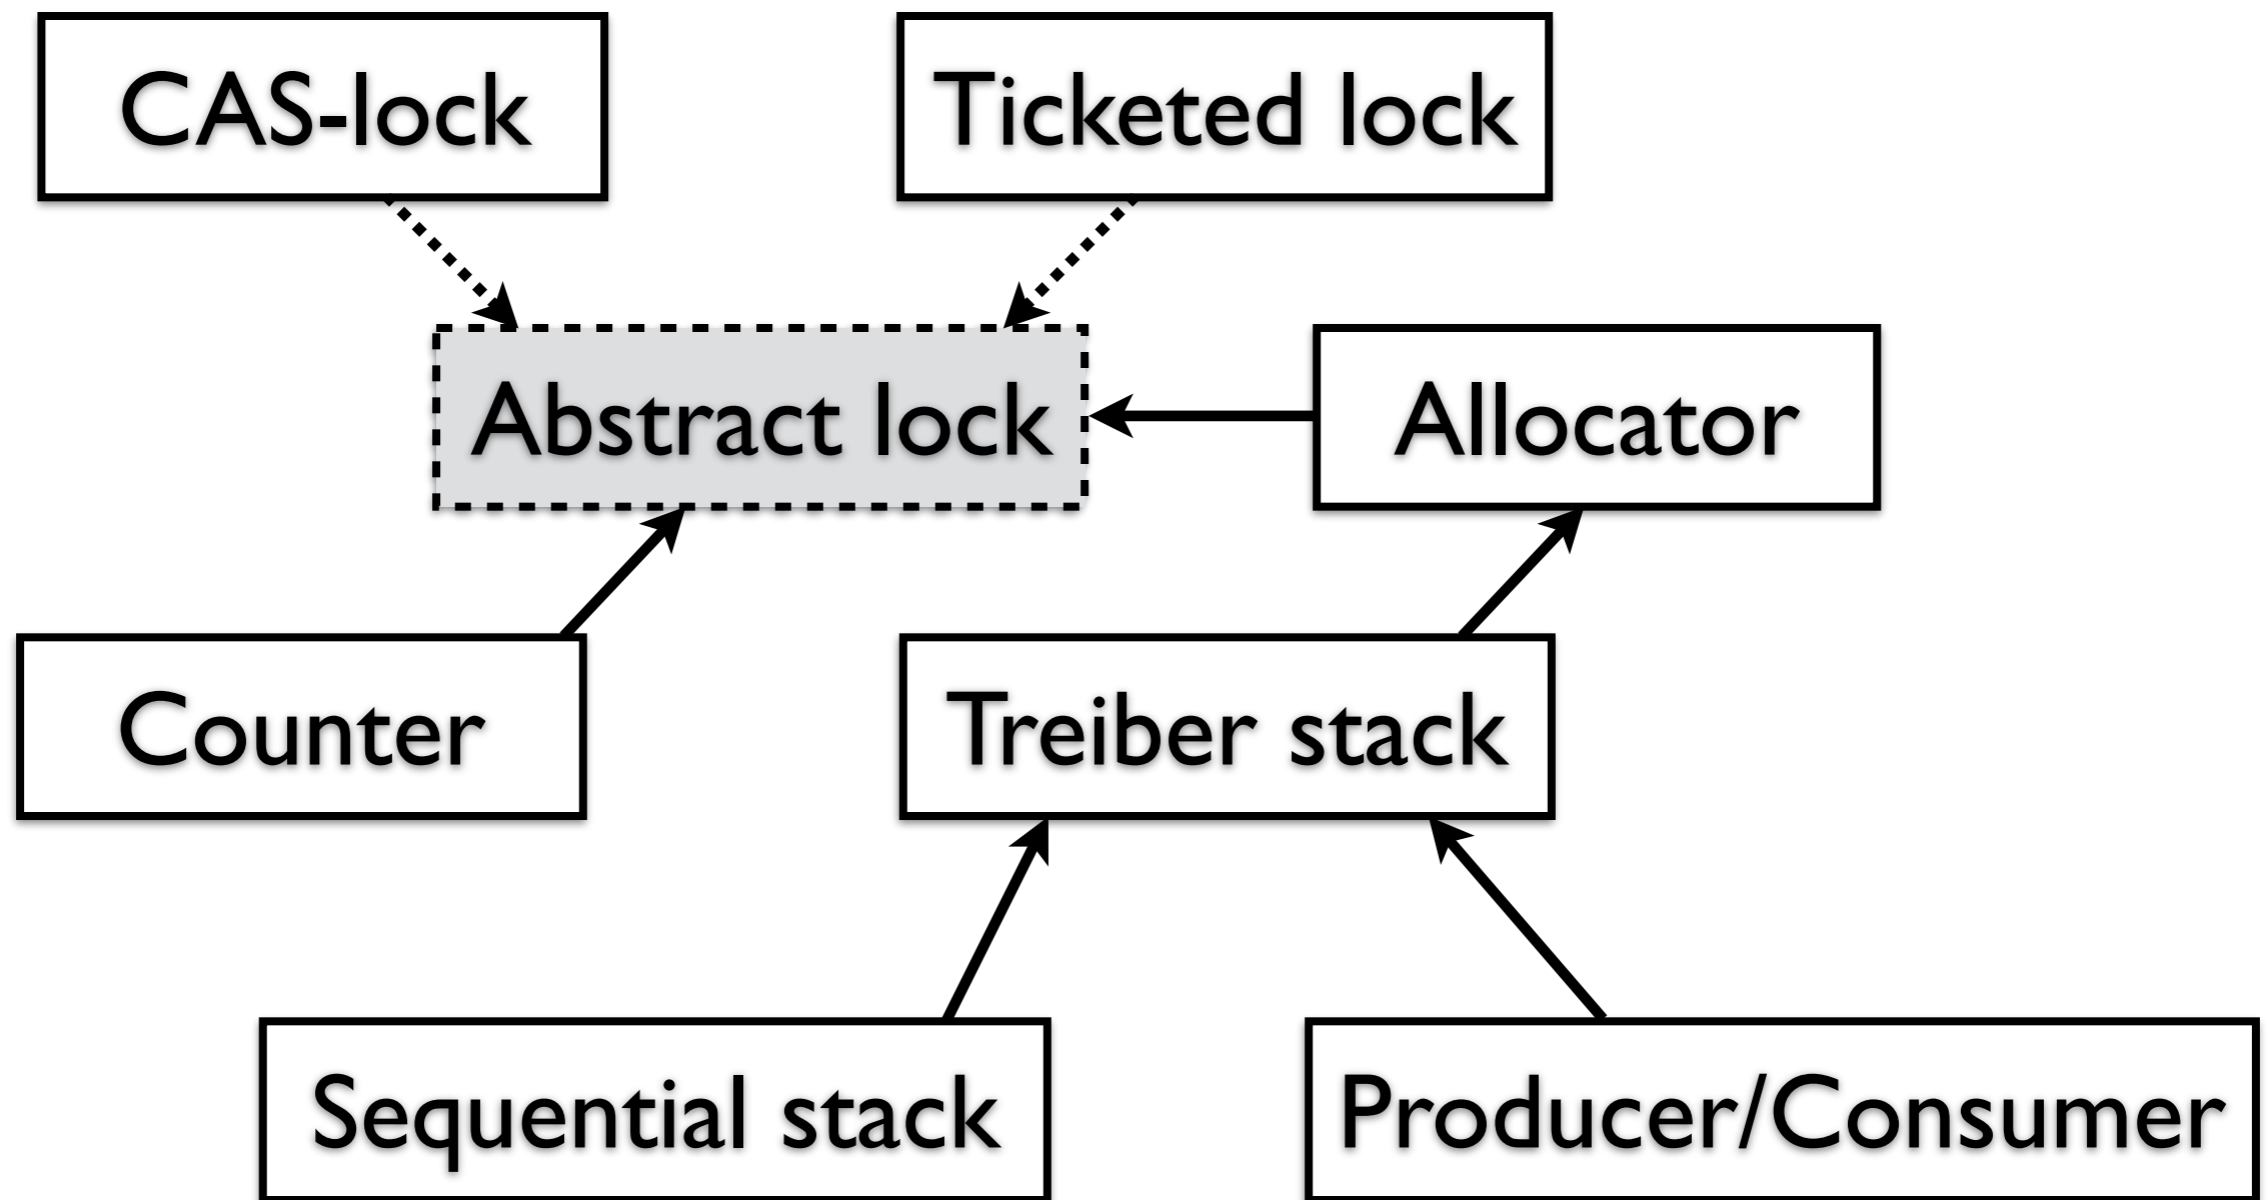 CAS-lock
Ticketed lock
Abstract lock
Allocator
Counter
Treiber stack
Sequential stack
Producer/Consumer